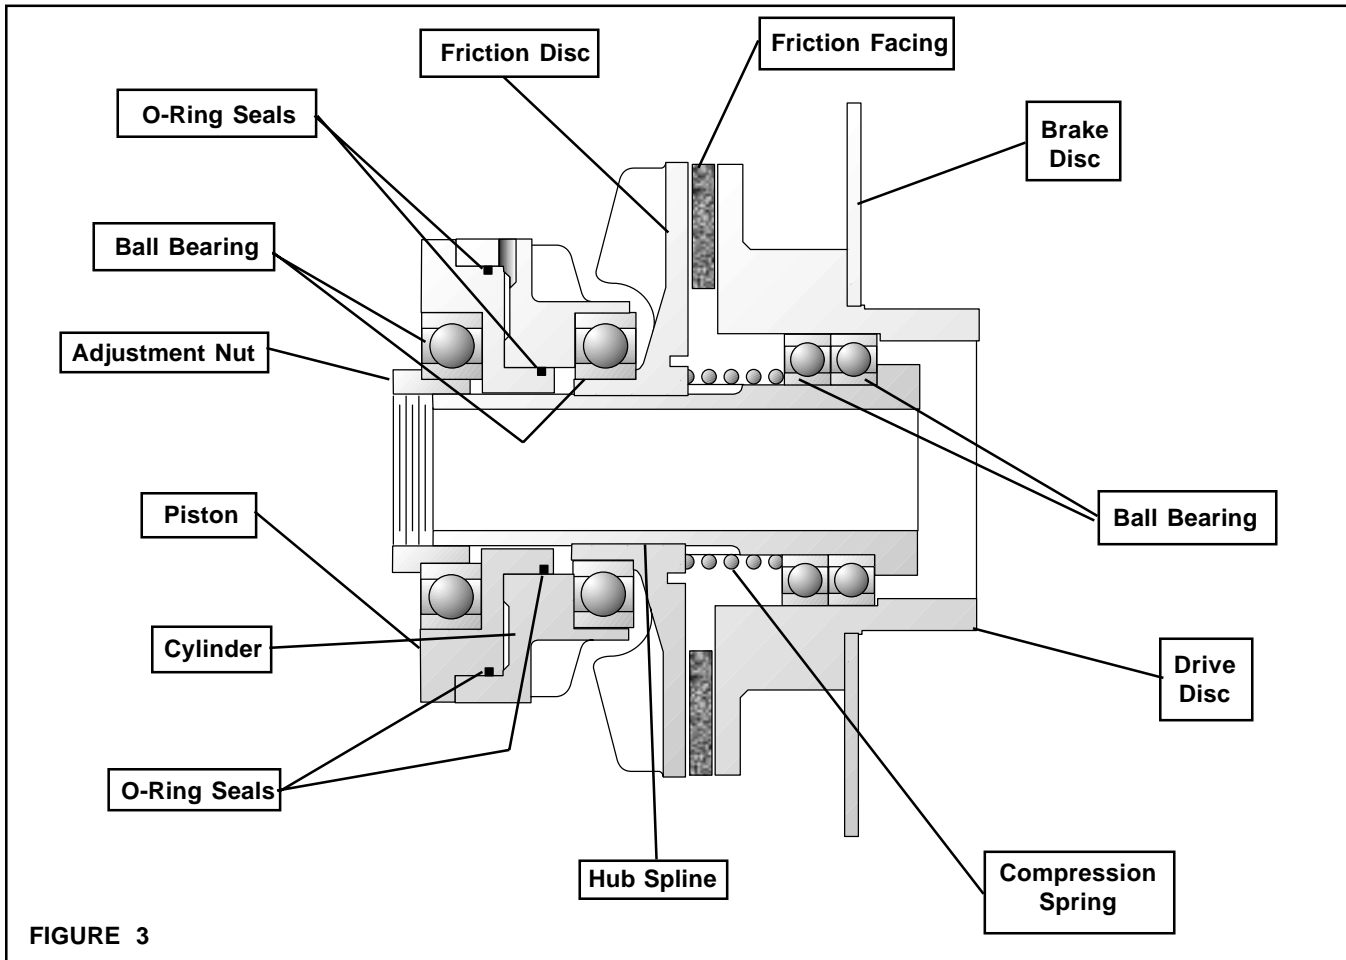 Friction Disc
Friction Facing
O-Ring Seals
Brake
Disc
Ball Bearing
Adjustment Nut
Piston
Ball Bearing
Cylinder
Drive
Disc
O-Ring Seals
Hub Spline
Compression
Spring
FIGURE 3